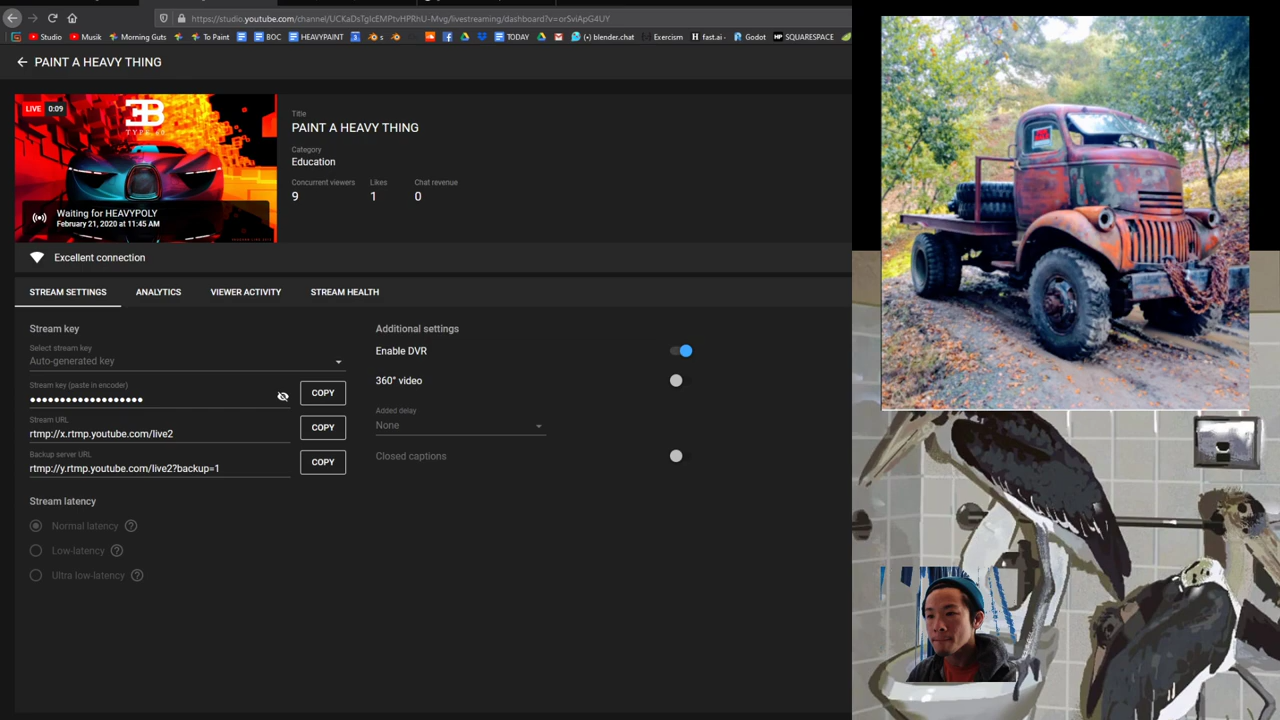 https://studio.youtube.com/channel/UCKaDsTgIcEMPtvHPRhU-Mvg/livestreaming/dashboard?v=orSviApG4UY
Studio Musik Morning Guts To Paint BOC HEAVYPAINT s TODAY (•) blender.chat Exercism fast.ai · Godot SQUARESPACE
PAINT A HEAVY THING
LIVE 0:09
Waiting for HEAVYPOLY
February 21, 2020 at 11:45 AM
Title
PAINT A HEAVY THING
Category
Education
Concurrent viewers Likes Chat revenue
9 1 0
Excellent connection
STREAM SETTINGS ANALYTICS VIEWER ACTIVITY STREAM HEALTH
Stream key
Select stream key
Auto-generated key
Stream key (paste in encoder)
••••••••••••••••••• COPY
Stream URL
rtmp://x.rtmp.youtube.com/live2 COPY
Backup server URL
rtmp://y.rtmp.youtube.com/live2?backup=1 COPY
Stream latency
Normal latency ?
Low-latency ?
Ultra low-latency ?
Additional settings
Enable DVR
360° video
Added delay
None
Closed captions